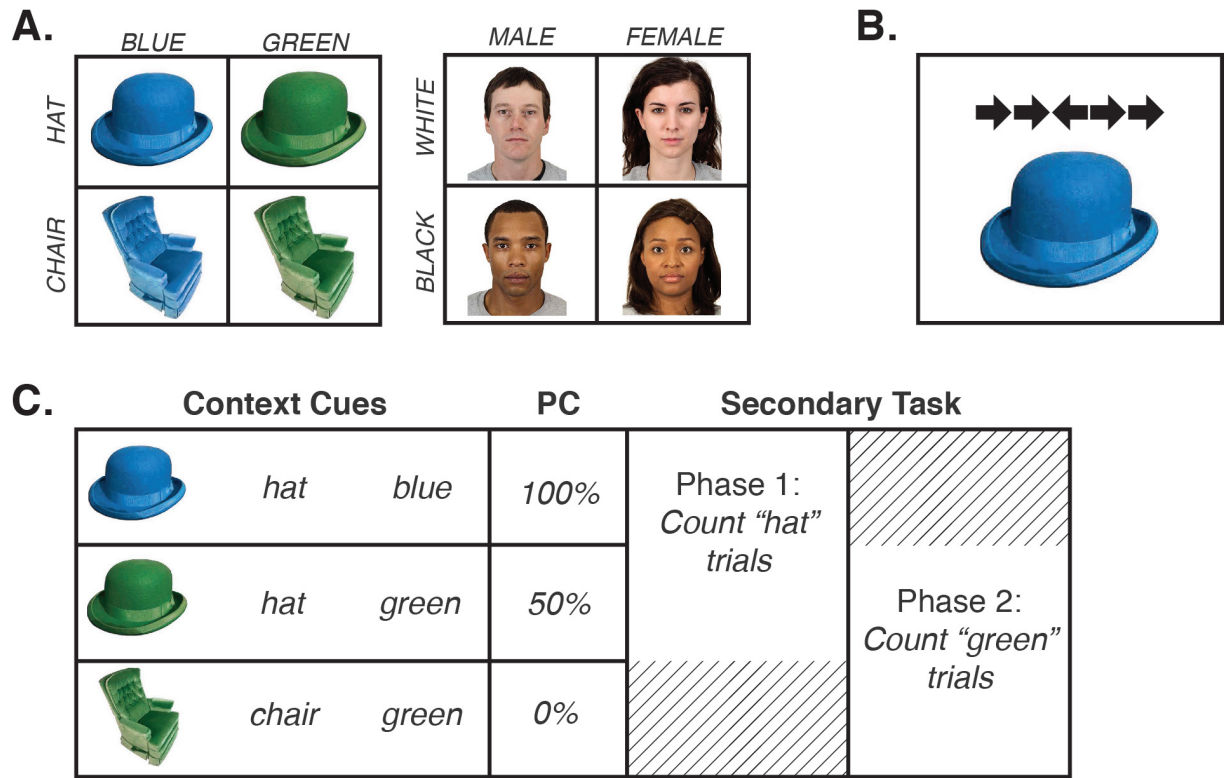 A.
BLUE GREEN
HAT
CHAIR
MALE FEMALE
WHITE
BLACK
B.
C.
Context Cues PC Secondary Task
hat blue 100%
hat green 50%
chair green 0%
Phase 1:
Count "hat"
trials
Phase 2:
Count "green"
trials